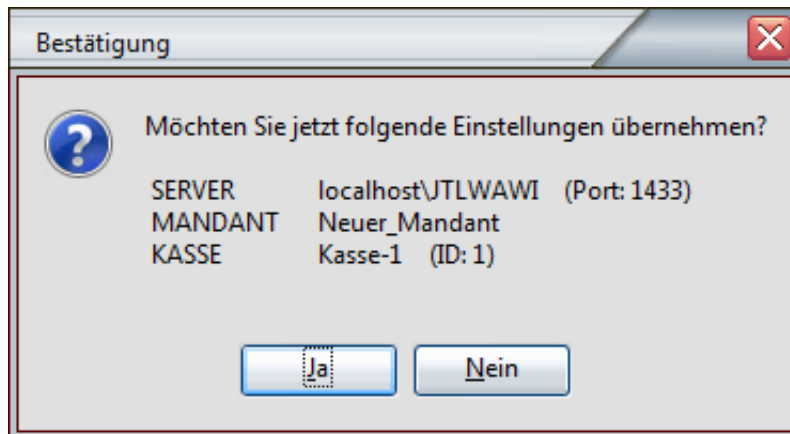 Bestätigung
Möchten Sie jetzt folgende Einstellungen übernehmen?
SERVER localhost\JTLWAWI (Port: 1433)
MANDANT Neuer_Mandant
KASSE Kasse-1 (ID: 1)
Ja Nein